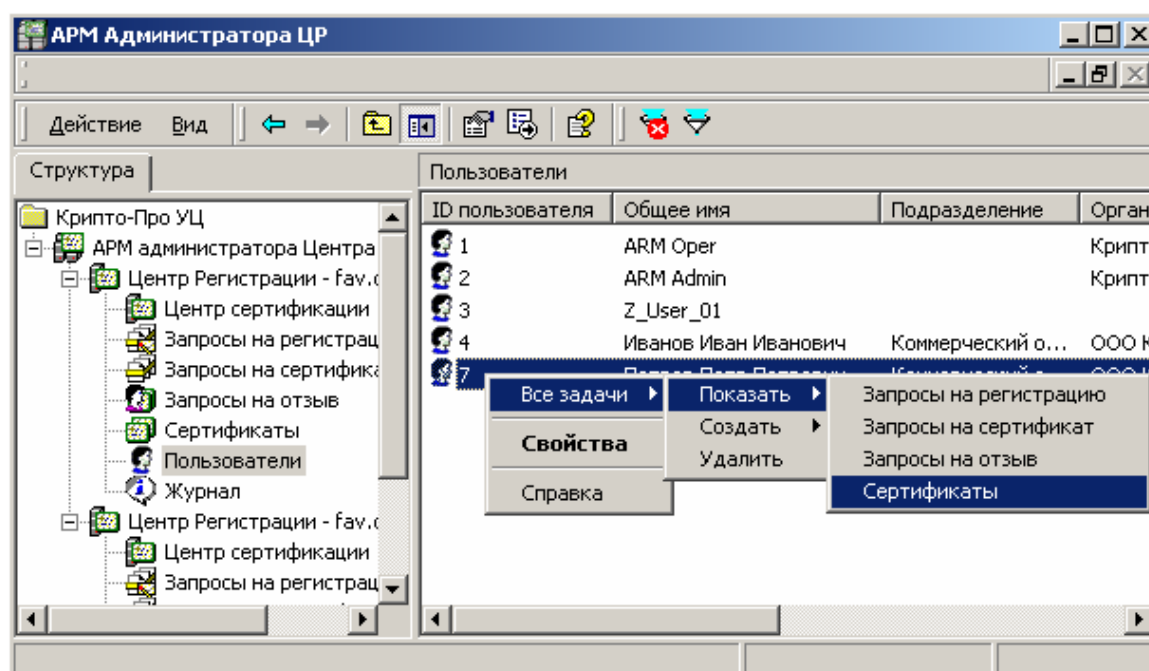 АРМ Администратора ЦР
Действие Вид
Структура
Пользователи
Крипто-Про УЦ
АРМ администратора Центра
Центр Регистрации - fav.
Центр сертификации
Запросы на регистрац
Запросы на сертифик
Запросы на отзыв
Сертификаты
Пользователи
Журнал
Центр Регистрации - fav.
Центр сертификации
Запросы на регистрац
ID пользователя Общее имя Подразделение Орган
1 ARM Oper Крипт
2 ARM Admin Крипт
3 Z_User_01
4 Иванов Иван Иванович Коммерческий о... ООО К
7
Все задачи Показать Запросы на регистрацию
Создать Запросы на сертификат
Свойства Удалить Запросы на отзыв
Справка Сертификаты